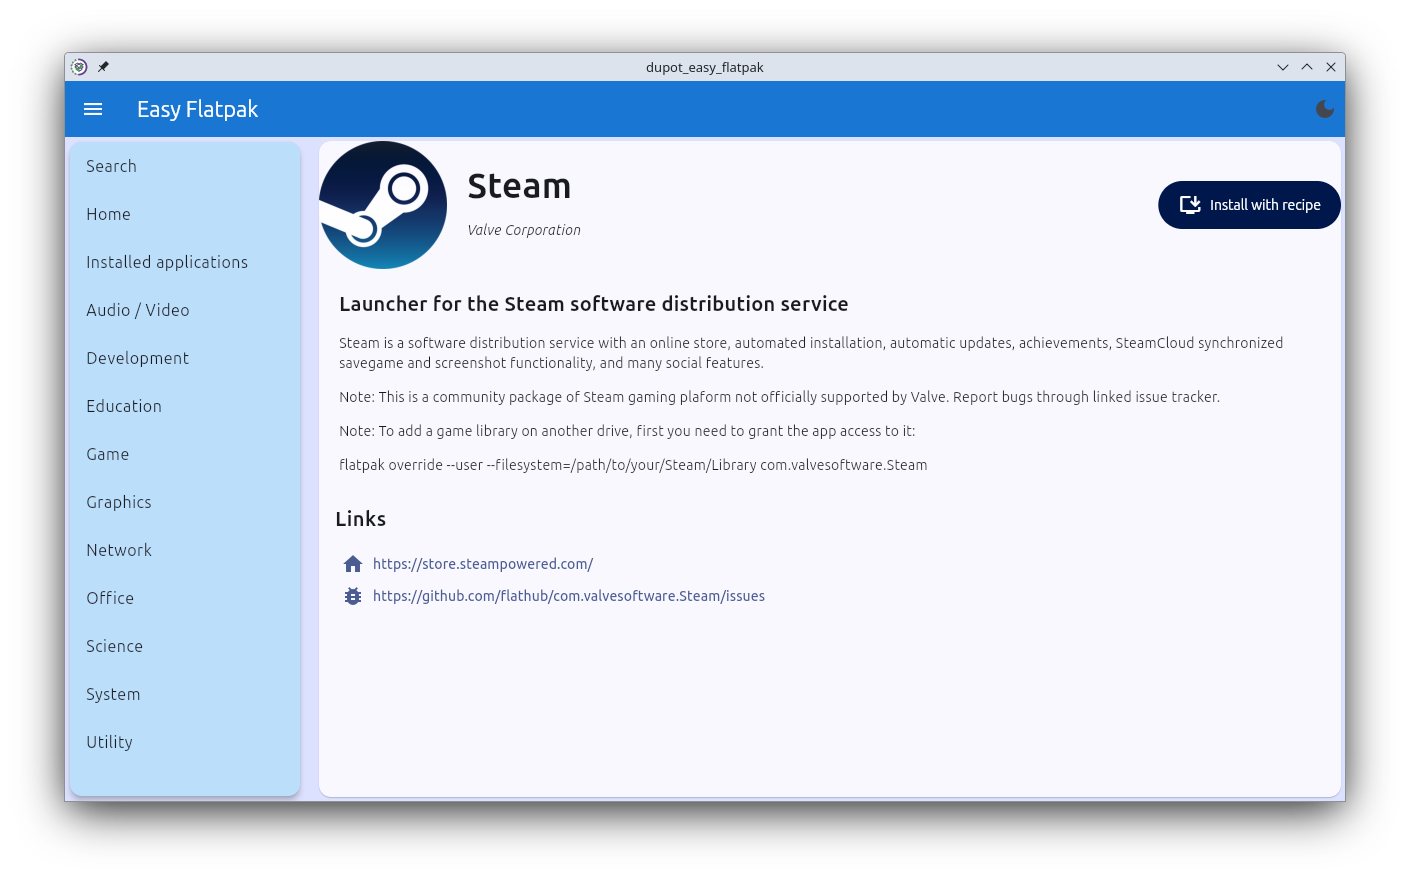 dupot_easy_flatpak
Easy Flatpak
Search
Home
Installed applications
Audio / Video
Development
Education
Game
Graphics
Network
Office
Science
System
Utility
Steam
Valve Corporation
Install with recipe
Launcher for the Steam software distribution service
Steam is a software distribution service with an online store, automated installation, automatic updates, achievements, SteamCloud synchronized
savegame and screenshot functionality, and many social features.
Note: This is a community package of Steam gaming plaform not officially supported by Valve. Report bugs through linked issue tracker.
Note: To add a game library on another drive, first you need to grant the app access to it:
flatpak override --user --filesystem=/path/to/your/Steam/Library com.valvesoftware.Steam
Links
https://store.steampowered.com/
https://github.com/flathub/com.valvesoftware.Steam/issues